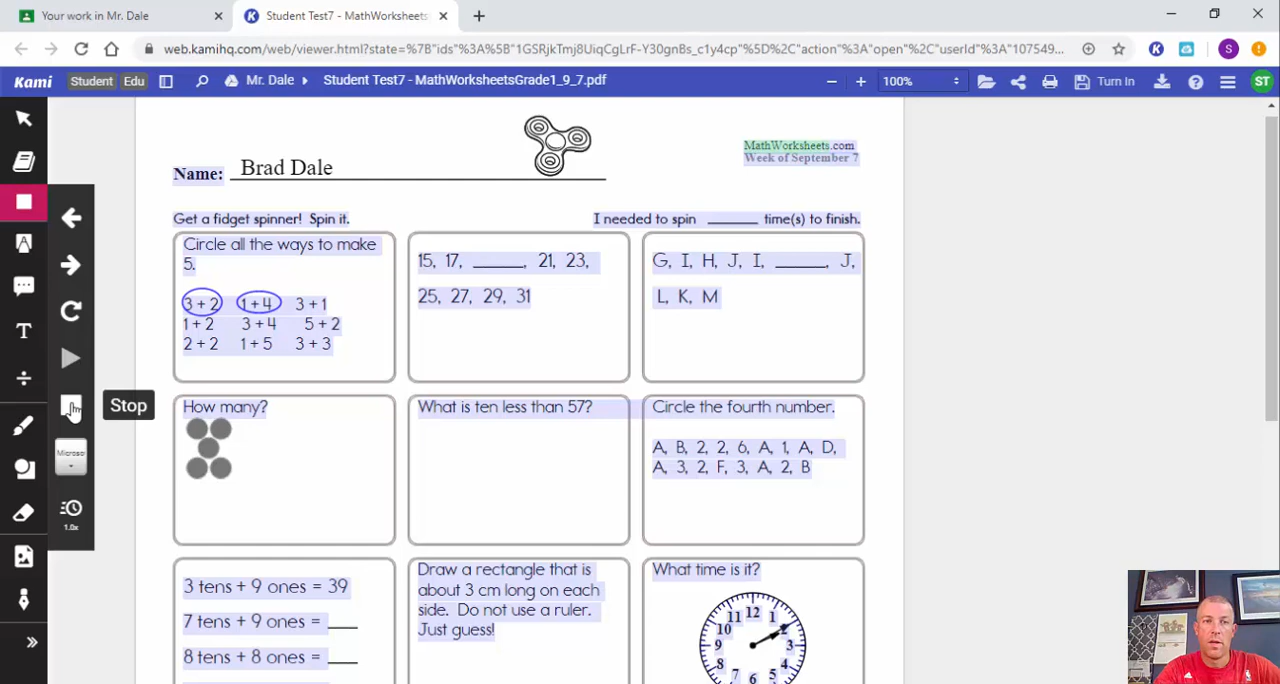 Your work in Mr. Dale
Student Test7 - MathWorksheets
web.kamihq.com/web/viewer.html?state=%7B"ids"%3A%5B"1GSRjkTmj8UiqCgLrF-Y30gnBs_c1y4cp"%5D%2C"action"%3A"open"%2C"userId"%3A"107549...
S
Kami
Student
Edu
Mr. Dale
Student Test7 - MathWorksheetsGrade1_9_7.pdf
100%
Turn In
ST
Name: Brad Dale
MathWorksheets.com
Week of September 7
Get a fidget spinner! Spin it.
I needed to spin ______ time(s) to finish.
Circle all the ways to make
5.
3 + 2 1 + 4 3 + 1
1 + 2 3 + 4 5 + 2
2 + 2 1 + 5 3 + 3
15, 17, ______, 21, 23,
25, 27, 29, 31
G, I, H, J, I, ______, J,
L, K, M
Stop
Microso
1.0x
How many?
What is ten less than 57?
Circle the fourth number.
A, B, 2, 2, 6, A, 1, A, D,
A, 3, 2, F, 3, A, 2, B
3 tens + 9 ones = 39
7 tens + 9 ones = ___
8 tens + 8 ones = ___
Draw a rectangle that is
about 3 cm long on each
side. Do not use a ruler.
Just guess!
What time is it?
11 12 1
10 2
9 3
8 4
7 6 5